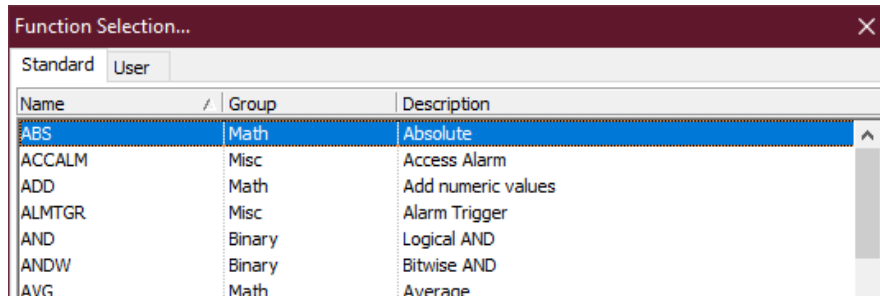 Function Selection...
Standard User
Name Group Description
ABS Math Absolute
ACCALM Misc Access Alarm
ADD Math Add numeric values
ALMTGR Misc Alarm Trigger
AND Binary Logical AND
ANDW Binary Bitwise AND
AVG Math Average